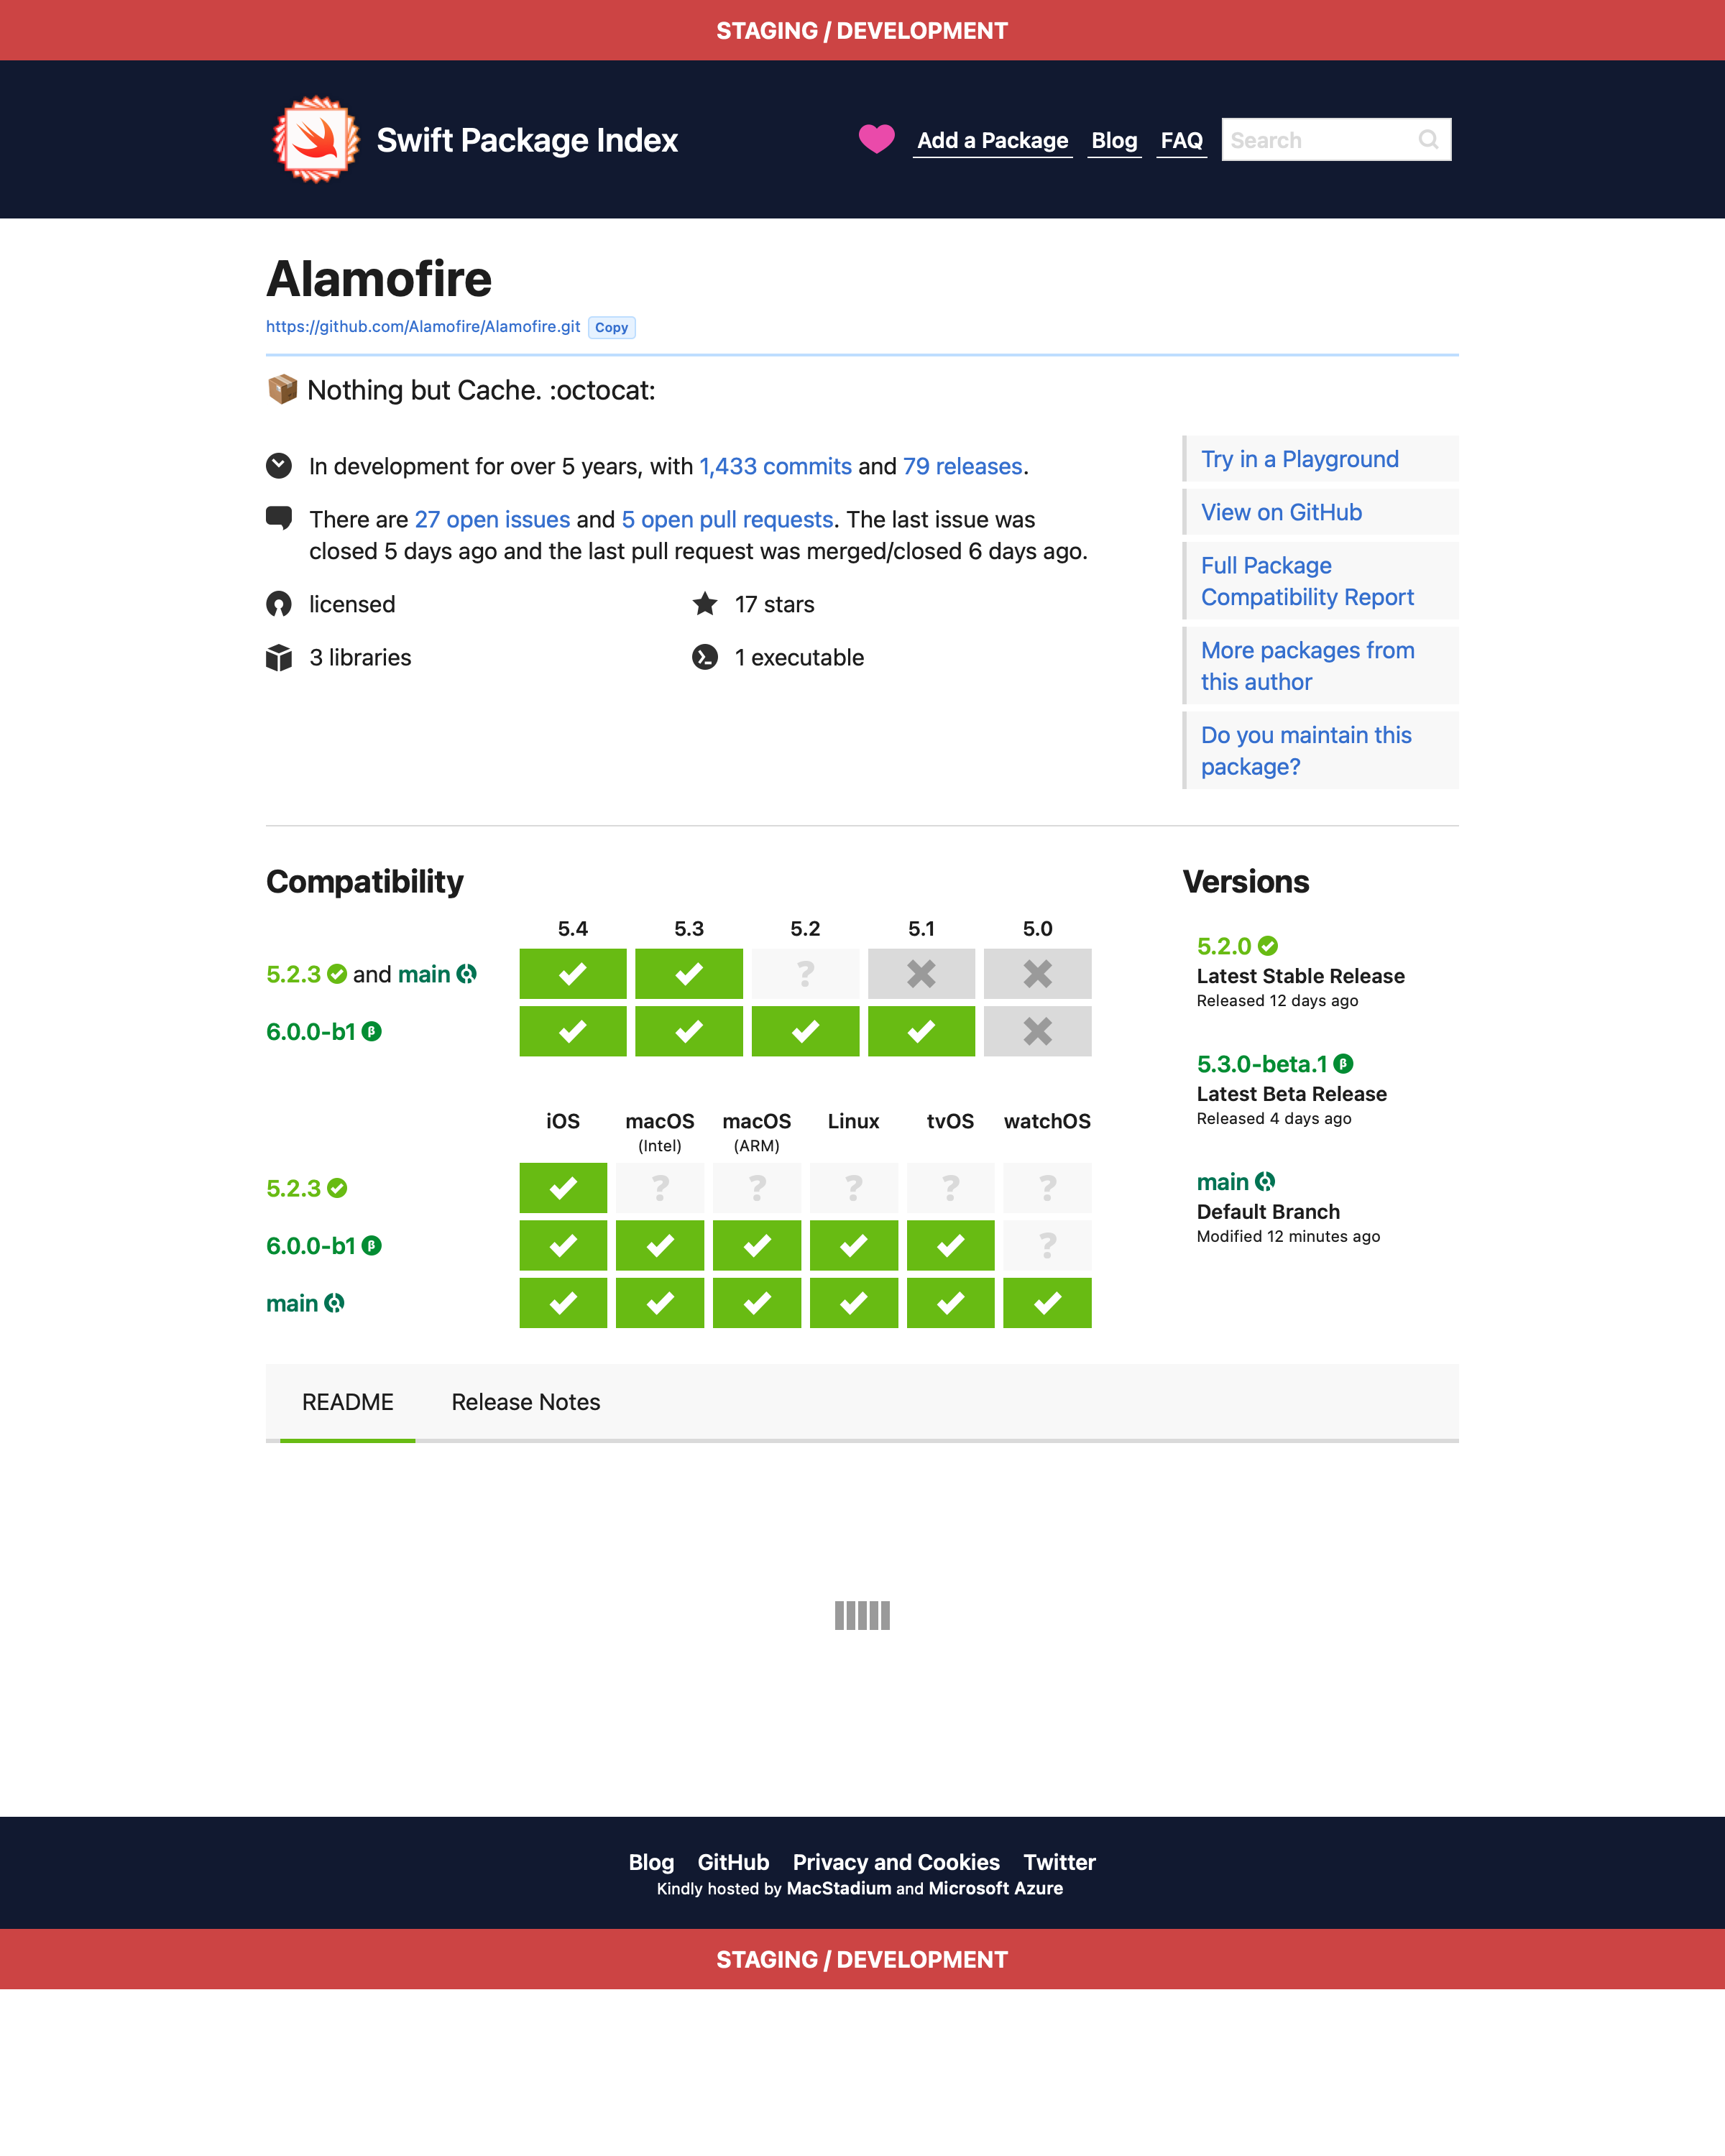 STAGING / DEVELOPMENT
Swift Package Index
Add a Package Blog FAQ Search
Alamofire
https://github.com/Alamofire/Alamofire.git Copy
📦 Nothing but Cache. :octocat:
In development for over 5 years, with 1,433 commits and 79 releases.
There are 27 open issues and 5 open pull requests. The last issue was
closed 5 days ago and the last pull request was merged/closed 6 days ago.
licensed
17 stars
3 libraries
1 executable
Try in a Playground
View on GitHub
Full Package
Compatibility Report
More packages from
this author
Do you maintain this
package?
Compatibility
5.4 5.3 5.2 5.1 5.0
5.2.3 and main ?
6.0.0-b1 β
iOS macOS macOS Linux tvOS watchOS
(Intel) (ARM)
5.2.3 ? ? ? ? ?
6.0.0-b1 β ?
main
Versions
5.2.0
Latest Stable Release
Released 12 days ago
5.3.0-beta.1 β
Latest Beta Release
Released 4 days ago
main
Default Branch
Modified 12 minutes ago
README Release Notes
Blog GitHub Privacy and Cookies Twitter
Kindly hosted by MacStadium and Microsoft Azure
STAGING / DEVELOPMENT